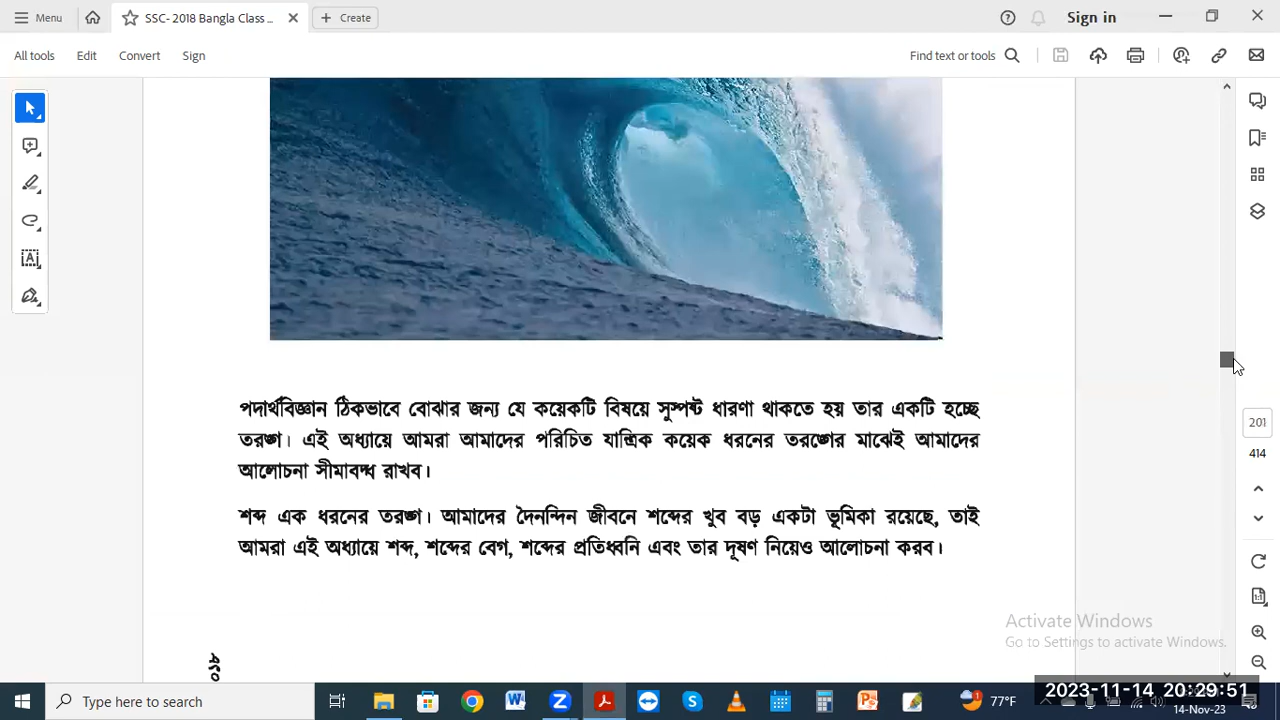 Menu
SSC- 2018 Bangla Class ...
Create
Sign in
All tools
Edit
Convert
Sign
Find text or tools
পদার্থবিজ্ঞান ঠিকভাবে বোঝার জন্য যে কয়েকটি বিষয়ে সুস্পষ্ট ধারণা থাকতে হয় তার একটি হচ্ছে
তরঙ্গ। এই অধ্যায়ে আমরা আমাদের পরিচিত যান্ত্রিক কয়েক ধরনের তরঙ্গের মাঝেই আমাদের
আলোচনা সীমাবদ্ধ রাখব।
শব্দ এক ধরনের তরঙ্গ। আমাদের দৈনন্দিন জীবনে শব্দের খুব বড় একটা ভূমিকা রয়েছে, তাই
আমরা এই অধ্যায়ে শব্দ, শব্দের বেগ, শব্দের প্রতিধ্বনি এবং তার দূষণ নিয়েও আলোচনা করব।
201
414
Activate Windows
Go to Settings to activate Windows.
Type here to search
77°F
2023-11-14 20:29:51
14-Nov-23